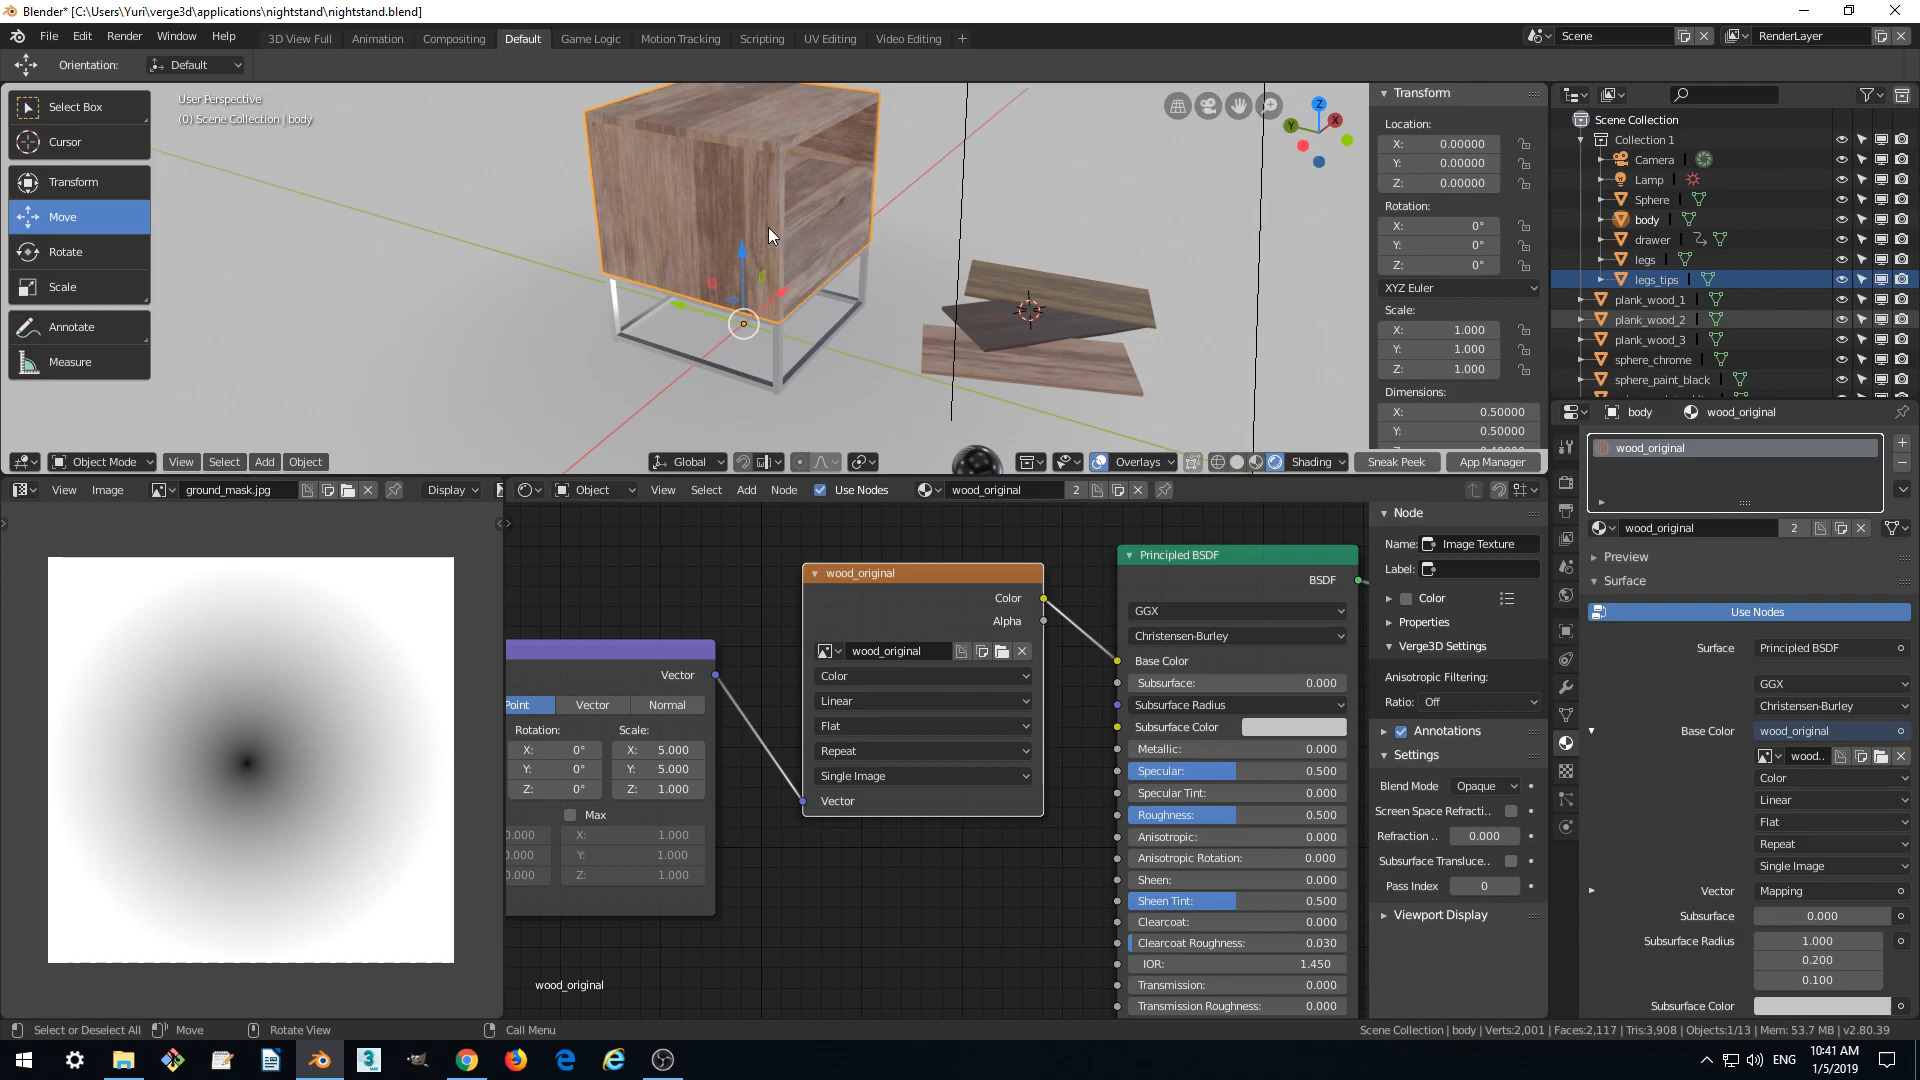 Blender* [C:\Users\Yuri\verge3d\applications\nightstand\nightstand.blend]
File Edit Render Window Help
3D View Full Animation Compositing Default Game Logic Motion Tracking Scripting UV Editing Video Editing
Scene
RenderLayer
Orientation: Default
Select Box
Cursor
Transform
Move
Rotate
Scale
Annotate
Measure
User Perspective
(0) Scene Collection | body
Z
X
Y
Transform
Location:
X: 0.00000
Y: 0.00000
Z: 0.00000
Rotation:
X: 0°
Y: 0°
Z: 0°
XYZ Euler
Scale:
X: 1.000
Y: 1.000
Z: 1.000
Dimensions:
X: 0.50000
Y: 0.50000
Scene Collection
Collection 1
Camera
Lamp
Sphere
body
drawer
legs
legs_tips
plank_wood_1
plank_wood_2
plank_wood_3
sphere_chrome
sphere_paint_black
Object Mode View Select Add Object
Global
Overlays
Shading
Sneak Peek
App Manager
View Image ground_mask.jpg Display
Object View Select Add Node Use Nodes wood_original 2
Vector
Point Vector Normal
Rotation: Scale:
X: 0° X: 5.000
Y: 0° Y: 5.000
Z: 0° Z: 1.000
Max
0.000 X: 1.000
0.000 Y: 1.000
0.000 Z: 1.000
wood_original
Color
Alpha
wood_original
Color
Linear
Flat
Repeat
Single Image
Vector
wood_original
Principled BSDF
BSDF
GGX
Christensen-Burley
Base Color
Subsurface: 0.000
Subsurface Radius
Subsurface Color
Metallic: 0.000
Specular: 0.500
Specular Tint: 0.000
Roughness: 0.500
Anisotropic: 0.000
Anisotropic Rotation: 0.000
Sheen: 0.000
Sheen Tint: 0.500
Clearcoat: 0.000
Clearcoat Roughness: 0.030
IOR: 1.450
Transmission: 0.000
Transmission Roughness: 0.000
Node
Name: Image Texture
Label:
Color
Properties
Verge3D Settings
Anisotropic Filtering:
Ratio: Off
Annotations
Settings
Blend Mode Opaque
Screen Space Refracti..
Refraction .. 0.000
Subsurface Transluce..
Pass Index 0
Viewport Display
body wood_original
wood_original
wood_original 2
Preview
Surface
Use Nodes
Surface Principled BSDF
GGX
Christensen-Burley
Base Color wood_original
wood..
Color
Linear
Flat
Repeat
Single Image
Vector Mapping
Subsurface 0.000
Subsurface Radius 1.000
0.200
0.100
Subsurface Color
Select or Deselect All Move Rotate View Call Menu
Scene Collection | body | Verts:2,001 | Faces:2,117 | Tris:3,908 | Objects:1/13 | Mem: 53.7 MB | v2.80.39
ENG
10:41 AM
1/5/2019